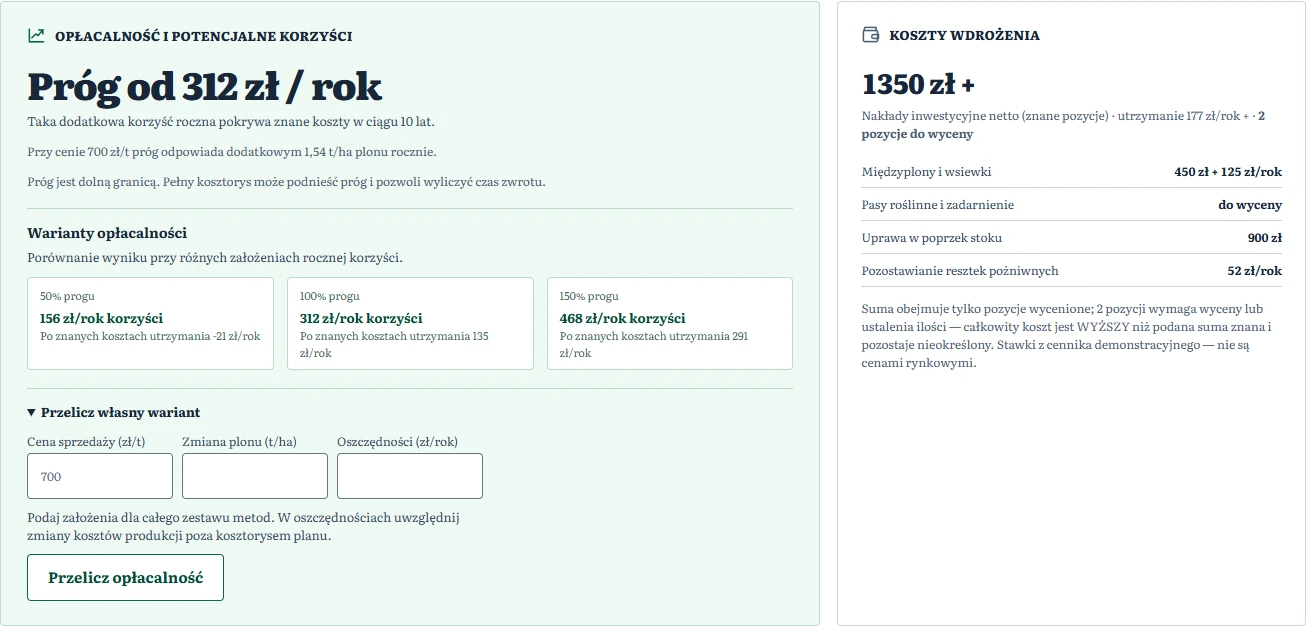 OPŁACALNOŚĆ I POTENCJALNE KORZYŚCI
Próg od 312 zł / rok
Taka dodatkowa korzyść roczna pokrywa znane koszty w ciągu 10 lat.
Przy cenie 700 zł/t próg odpowiada dodatkowym 1,54 t/ha plonu rocznie.
Próg jest dolną granicą. Pełny kosztorys może podnieść próg i pozwoli wyliczyć czas zwrotu.
Warianty opłacalności
Porównanie wyniku przy różnych założeniach rocznej korzyści.
50% progu
156 zł/rok korzyści
Po znanych kosztach utrzymania -21 zł/rok
100% progu
312 zł/rok korzyści
Po znanych kosztach utrzymania 135
zł/rok
150% progu
468 zł/rok korzyści
Po znanych kosztach utrzymania 291
zł/rok
▼ Przelicz własny wariant
Cena sprzedaży (zł/t)
700
Zmiana plonu (t/ha)
Oszczędności (zł/rok)
Podaj założenia dla całego zestawu metod. W oszczędnościach uwzględnij
zmiany kosztów produkcji poza kosztorysem planu.
Przelicz opłacalność
KOSZTY WDROŻENIA
1350 zł +
Nakłady inwestycyjne netto (znane pozycje) · utrzymanie 177 zł/rok + · 2
pozycje do wyceny
Międzyplony i wsiewki 450 zł + 125 zł/rok
Pasy roślinne i zadarnienie do wyceny
Uprawa w poprzek stoku 900 zł
Pozostawianie resztek pożniwnych 52 zł/rok
Suma obejmuje tylko pozycje wycenione; 2 pozycji wymaga wyceny lub
ustalenia ilości — całkowity koszt jest WYŻSZY niż podana suma znana i
pozostaje nieokreślony. Stawki z cennika demonstracyjnego — nie są
cenami rynkowymi.